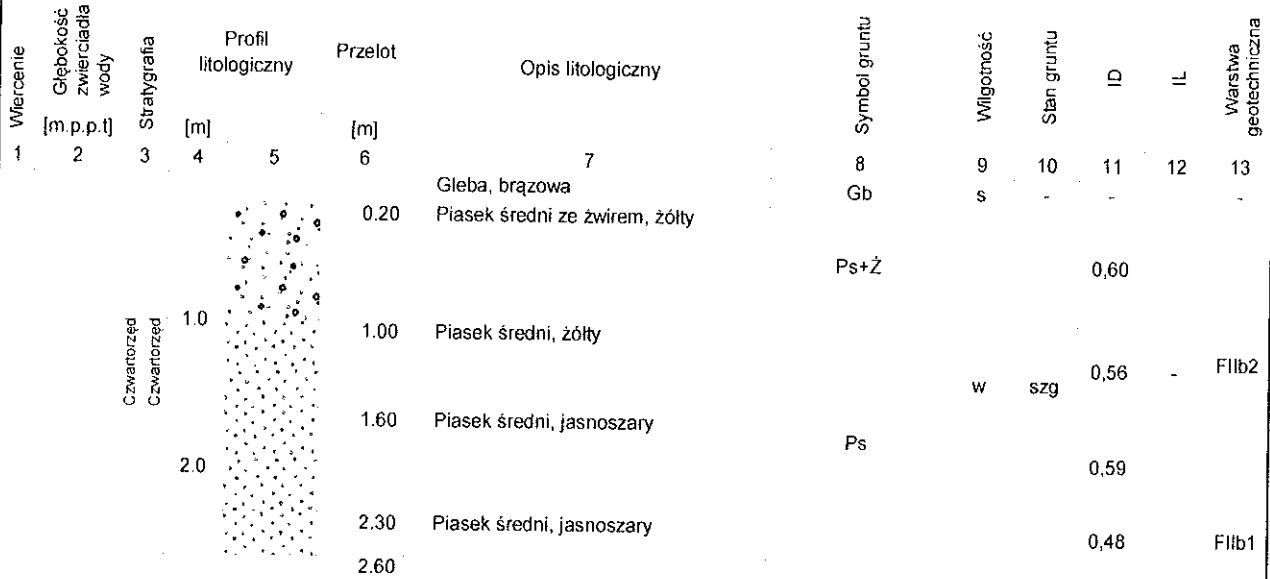 Wiercenie
Głębokość
zwierciadła
wody
[m.p.p.t]
Stratygrafia
Profil
litologiczny
[m]
Przelot
[m]
Opis litologiczny
Symbol gruntu
Wilgotność
Stan gruntu
ID
IL
Warstwa
geotechniczna
1 2 3 4 5 6 7 8 9 10 11 12 13
Gleba, brązowa Gb s - - -
0.20 Piasek średni ze żwirem, żółty
Ps+Ż 0,60
1.0 1.00 Piasek średni, żółty
Czwartorzęd
Czwartorzęd
w szg 0,56 - FIIb2
1.60 Piasek średni, jasnoszary
Ps
2.0 0,59
2.30 Piasek średni, jasnoszary
0,48 FIIb1
2.60